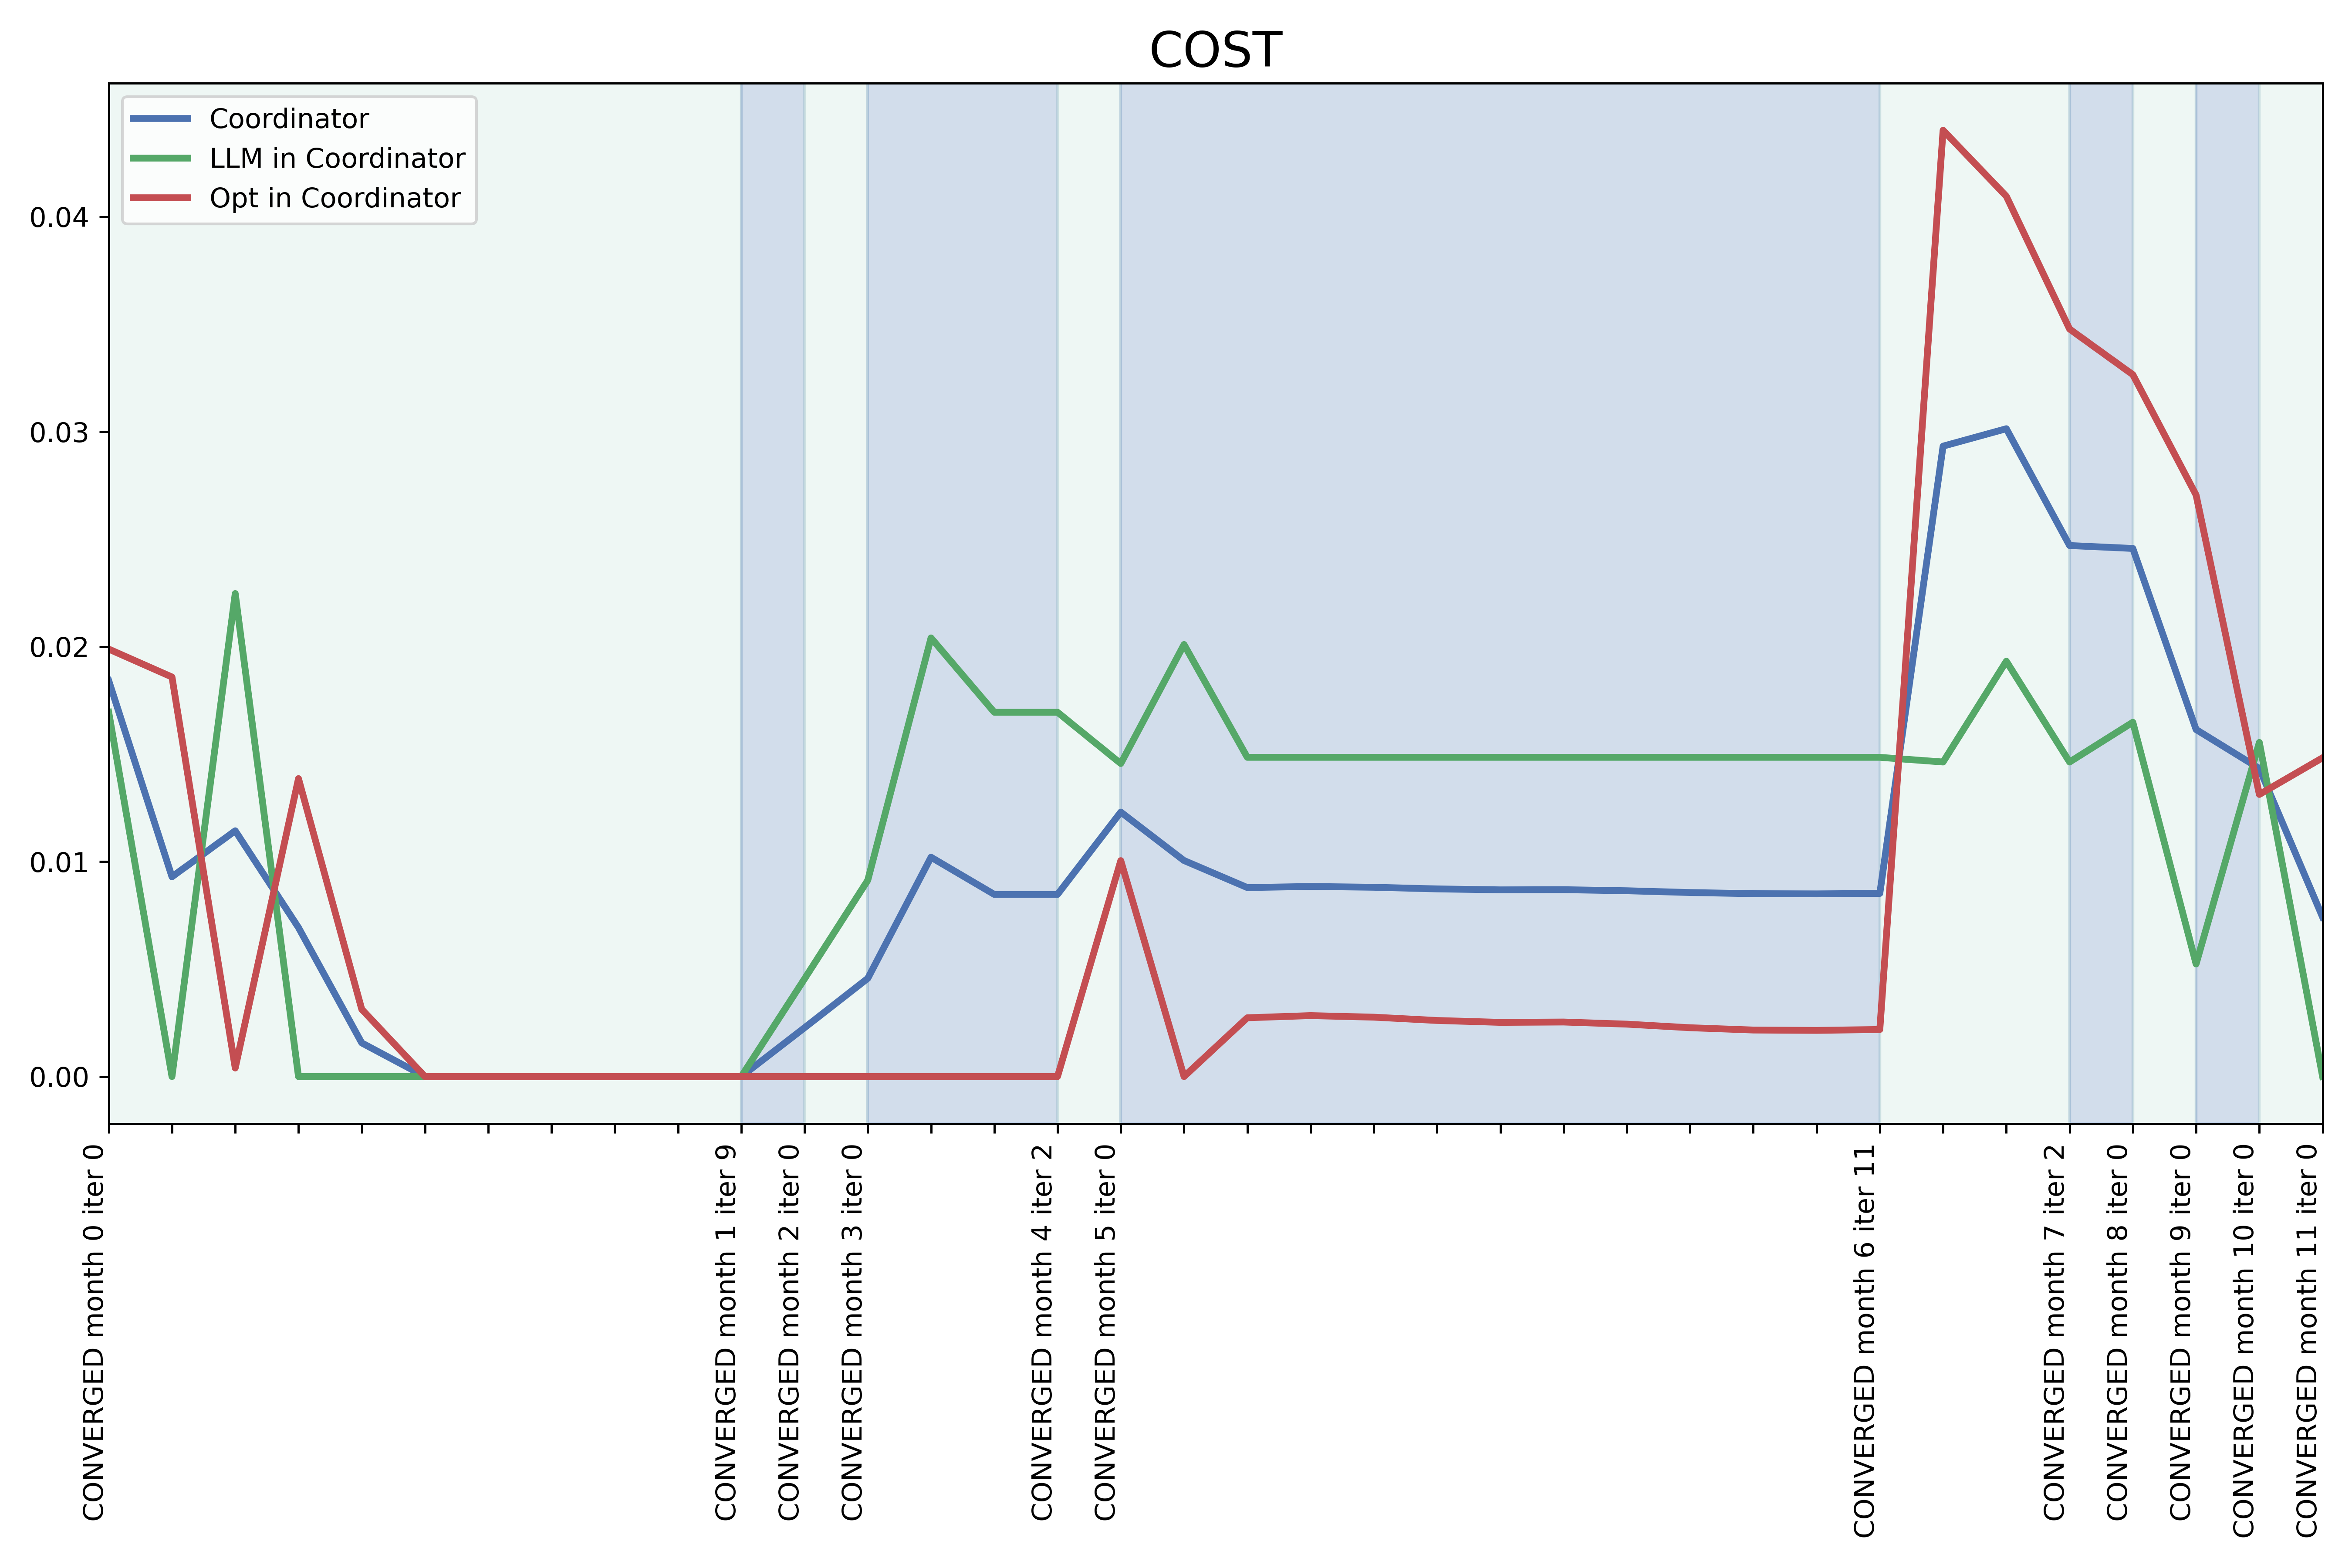 COST
Coordinator
LLM in Coordinator
Opt in Coordinator
0.04
0.03
0.02
0.01
0.00
CONVERGED month 0 iter 0
CONVERGED month 1 iter 9
CONVERGED month 2 iter 0
CONVERGED month 3 iter 0
CONVERGED month 4 iter 2
CONVERGED month 5 iter 0
CONVERGED month 6 iter 11
CONVERGED month 7 iter 2
CONVERGED month 8 iter 0
CONVERGED month 9 iter 0
CONVERGED month 10 iter 0
CONVERGED month 11 iter 0